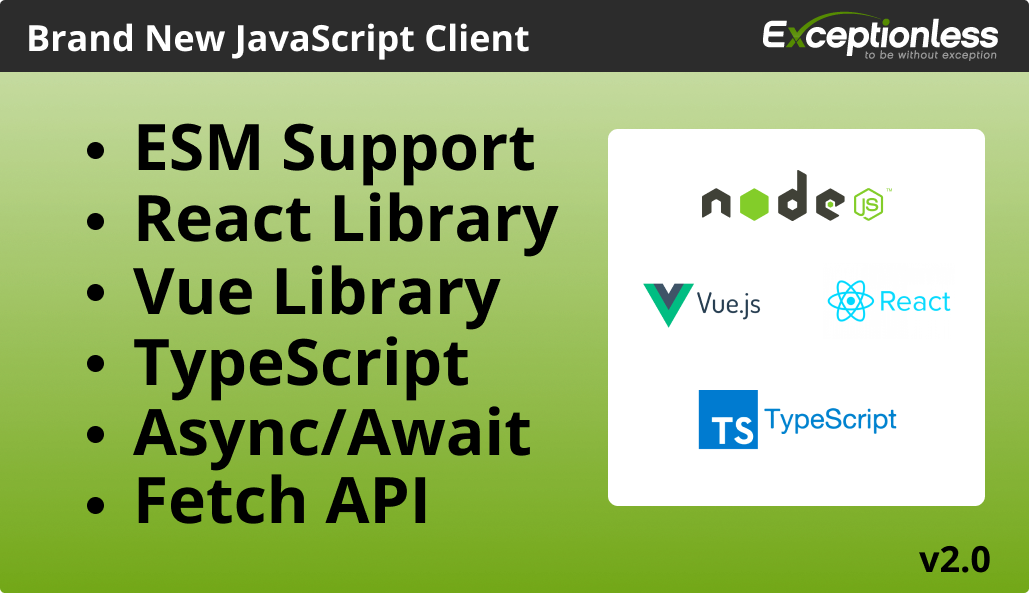 Brand New JavaScript Client
Exceptionless
to be without exception
• ESM Support
• React Library
• Vue Library
• TypeScript
• Async/Await
• Fetch API
node JS ™
Vue.js
React
TS TypeScript
v2.0